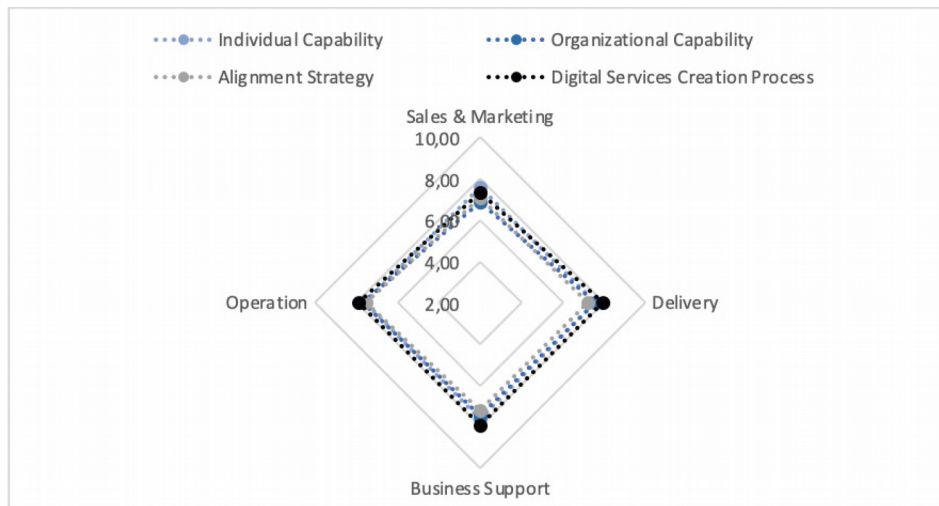 Individual Capability
Organizational Capability
Alignment Strategy
Digital Services Creation Process
Sales & Marketing
10,00
8,00
6,00
4,00
Operation
2,00
Delivery
Business Support